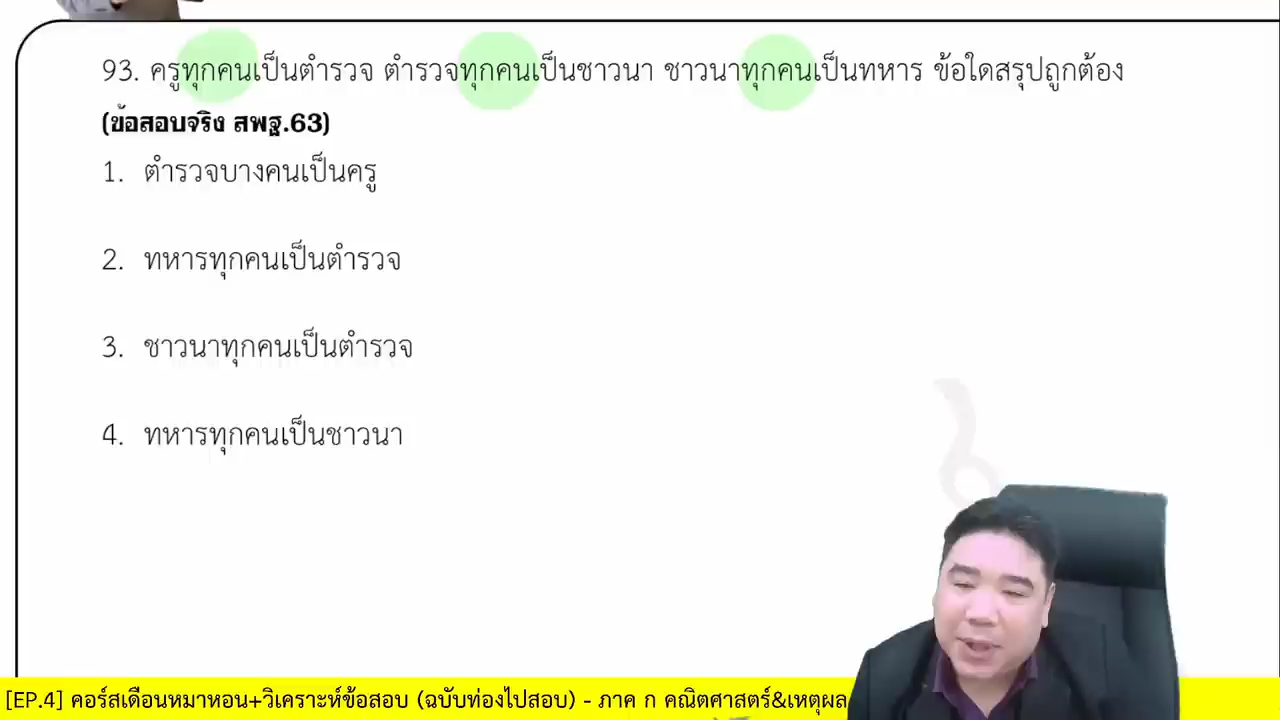 93. ครูทุกคนเป็นตำรวจ ตำรวจทุกคนเป็นชาวนา ชาวนาทุกคนเป็นทหาร ข้อใดสรุปถูกต้อง
(ข้อสอบจริง สพฐ.63)
1. ตำรวจบางคนเป็นครู
2. ทหารทุกคนเป็นตำรวจ
3. ชาวนาทุกคนเป็นตำรวจ
4. ทหารทุกคนเป็นชาวนา
[EP.4] คอร์สเดือนหมาหอน+วิเคราะห์ข้อสอบ (ฉบับท่องไปสอบ) - ภาค ก คณิตศาสตร์&เหตุผล